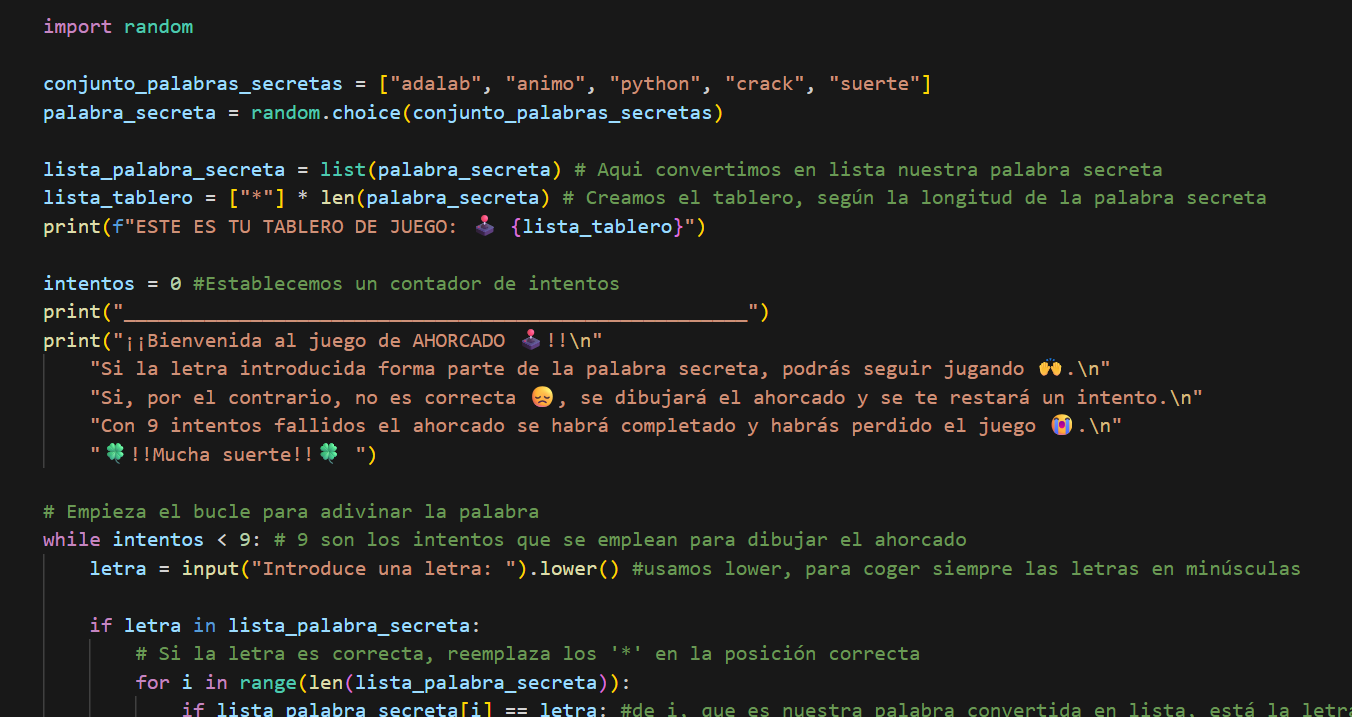 import random
conjunto_palabras_secretas = ["adalab", "animo", "python", "crack", "suerte"]
palabra_secreta = random.choice(conjunto_palabras_secretas)
lista_palabra_secreta = list(palabra_secreta) # Aqui convertimos en lista nuestra palabra secreta
lista_tablero = ["*"] * len(palabra_secreta) # Creamos el tablero, según la longitud de la palabra secreta
print(f"ESTE ES TU TABLERO DE JUEGO: 🕹️ {lista_tablero}")
intentos = 0 #Establecemos un contador de intentos
print("______________________________________________________")
print("¡¡Bienvenida al juego de AHORCADO 🕹️!!\n"
"Si la letra introducida forma parte de la palabra secreta, podrás seguir jugando 🙌.\n"
"Si, por el contrario, no es correcta 😞, se dibujará el ahorcado y se te restará un intento.\n"
"Con 9 intentos fallidos el ahorcado se habrá completado y habrás perdido el juego 😭.\n"
"🍀!!Mucha suerte!!🍀 ")
# Empieza el bucle para adivinar la palabra
while intentos < 9: # 9 son los intentos que se emplean para dibujar el ahorcado
letra = input("Introduce una letra: ").lower() #usamos lower, para coger siempre las letras en minúsculas
if letra in lista_palabra_secreta:
# Si la letra es correcta, reemplaza los '*' en la posición correcta
for i in range(len(lista_palabra_secreta)):
if lista_palabra_secreta[i] == letra: #de i, que es nuestra palabra convertida en lista, está la letra